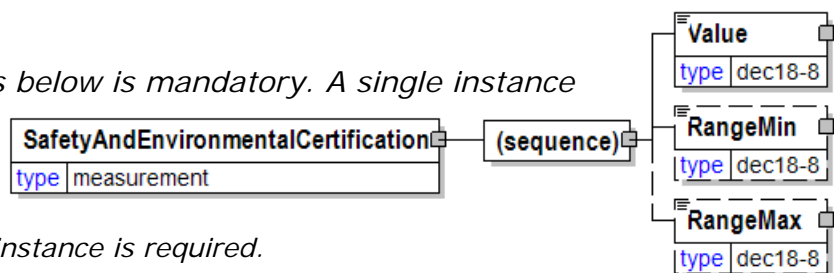 Value
type dec18-8
s below is mandatory. A single instance
SafetyAndEnvironmentalCertification
type measurement
(sequence)
RangeMin
type dec18-8
RangeMax
type dec18-8
instance is required.